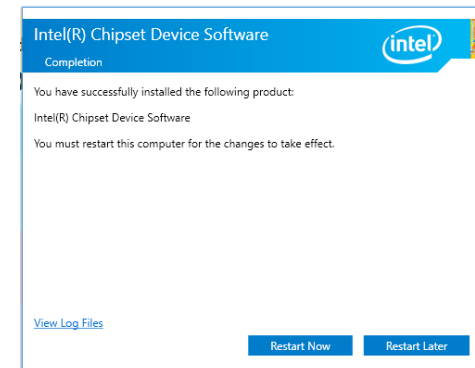 Intel(R) Chipset Device Software
intel
Completion
You have successfully installed the following product:
Intel(R) Chipset Device Software
You must restart this computer for the changes to take effect.
View Log Files
Restart Now
Restart Later